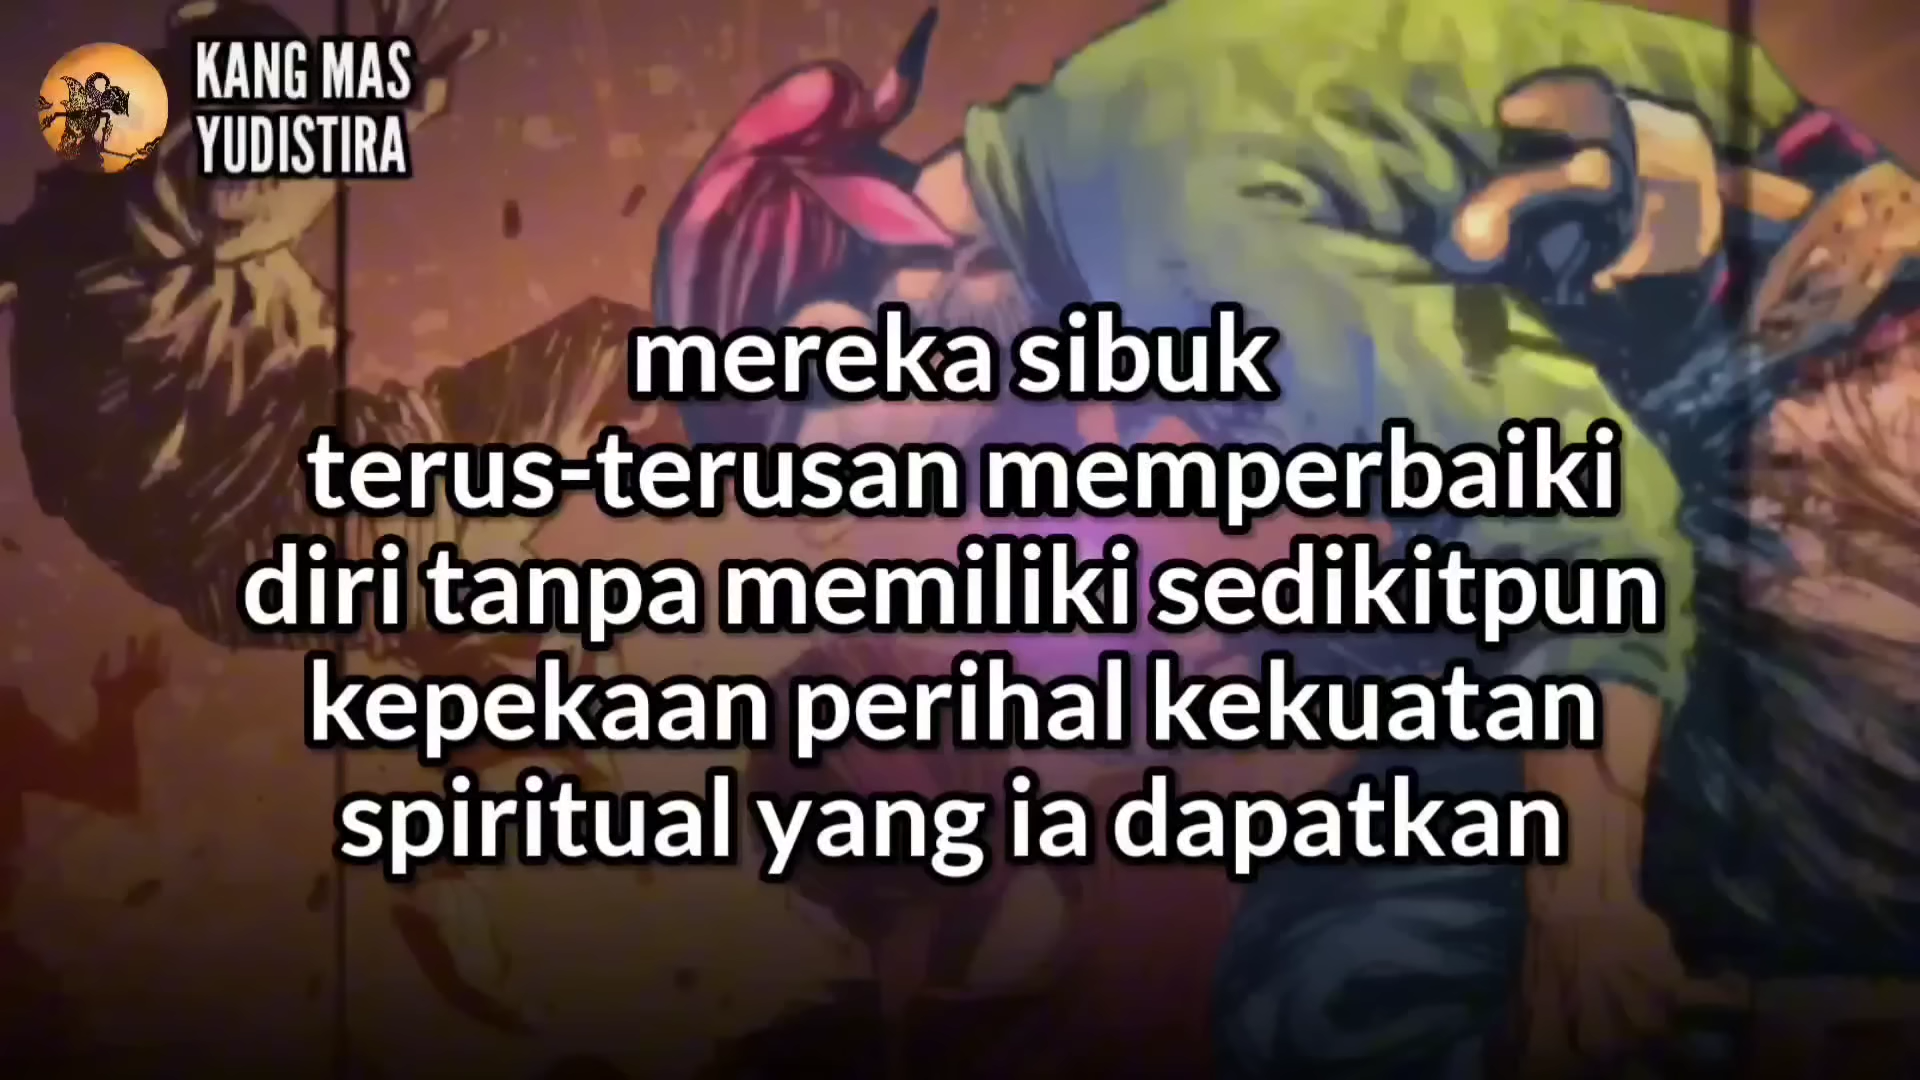 KANG MAS
YUDISTIRA
mereka sibuk
terus-terusan memperbaiki
diri tanpa memiliki sedikitpun
kepekaan perihal kekuatan
spiritual yang ia dapatkan